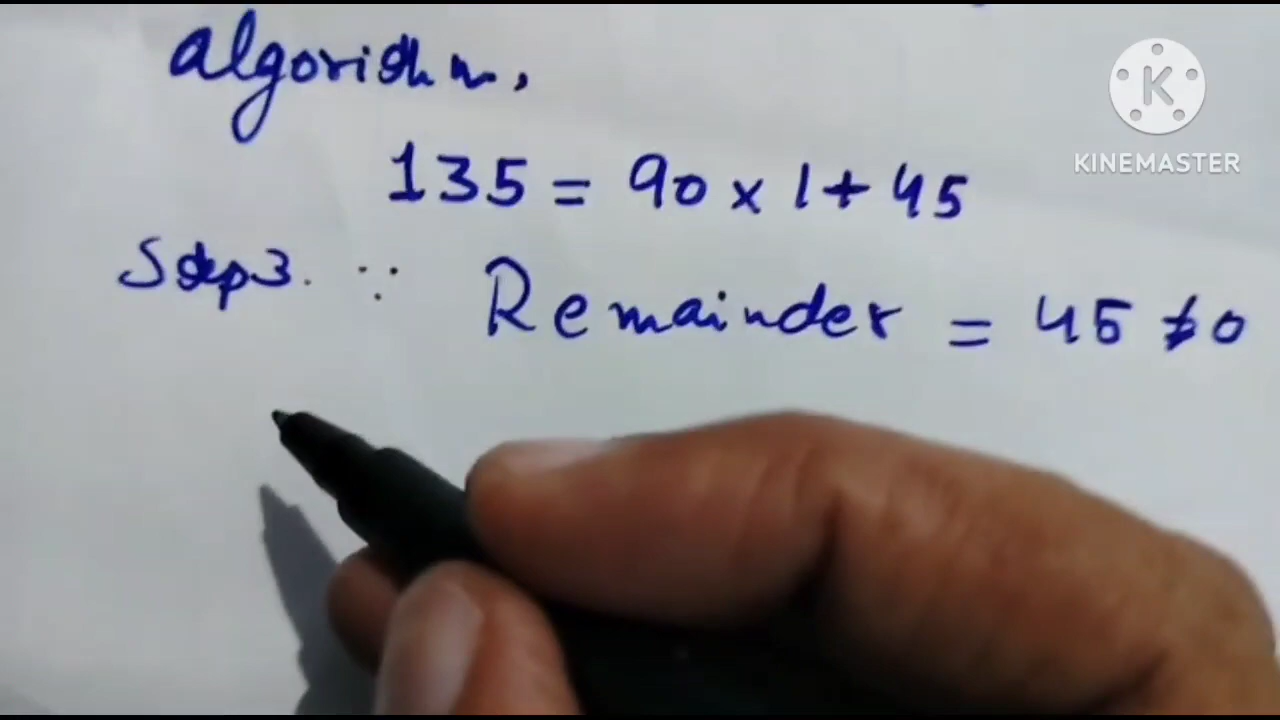 algorithm,
K
KINEMASTER
135 = 90 x 1 + 45
Step 3. ∵ Remainder = 45 ≠ 0